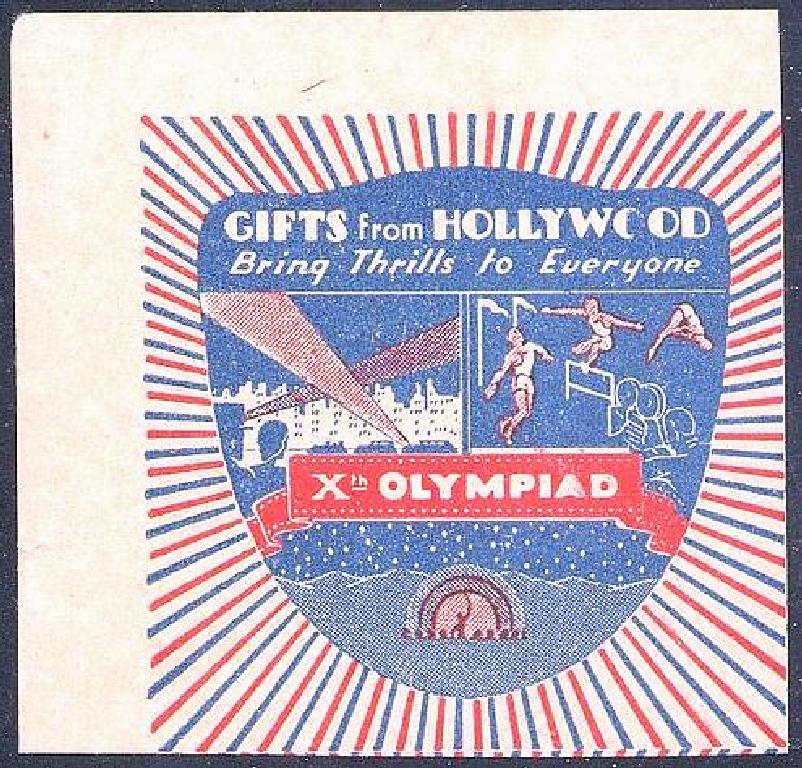 GIFTS from HOLLYWOOD
Bring Thrills to Everyone
Xth OLYMPIAD